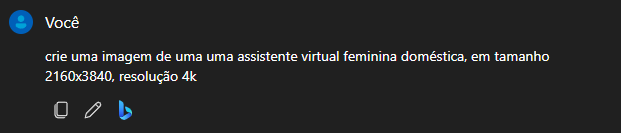 Você
crie uma imagem de uma uma assistente virtual feminina doméstica, em tamanho
2160x3840, resolução 4k